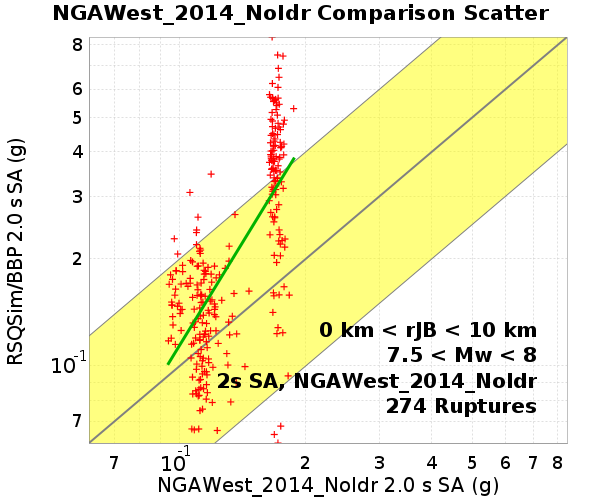 NGAWest_2014_NoIdr Comparison Scatter
RSQSim/BBP 2.0 s SA (g)
8
6
5
4
3
2
10^-1
7
0 km < rJB < 10 km
7.5 < Mw < 8
2s SA, NGAWest_2014_NoIdr
274 Ruptures
7 10^-1 2 3 4 5 6 7 8
NGAWest_2014_NoIdr 2.0 s SA (g)